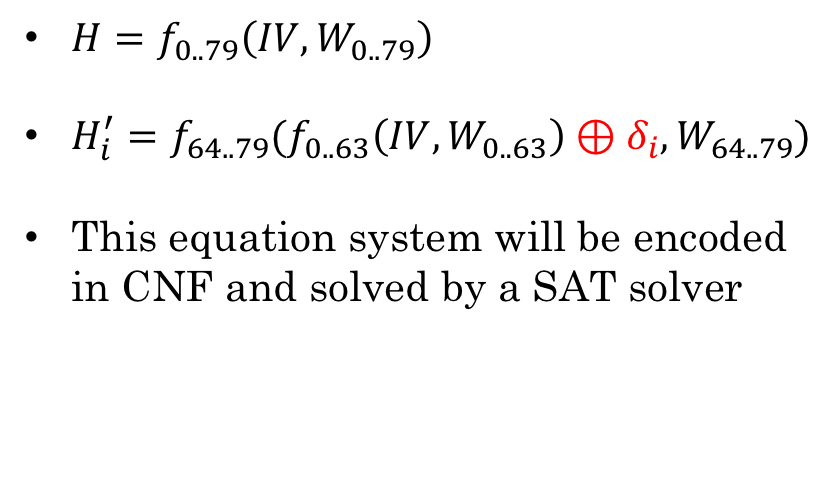 • H = f₀..₇₉(IV, W₀..₇₉)
• H′ᵢ = f₆₄..₇₉(f₀..₆₃(IV, W₀..₆₃) ⊕ δᵢ, W₆₄..₇₉)
• This equation system will be encoded
in CNF and solved by a SAT solver